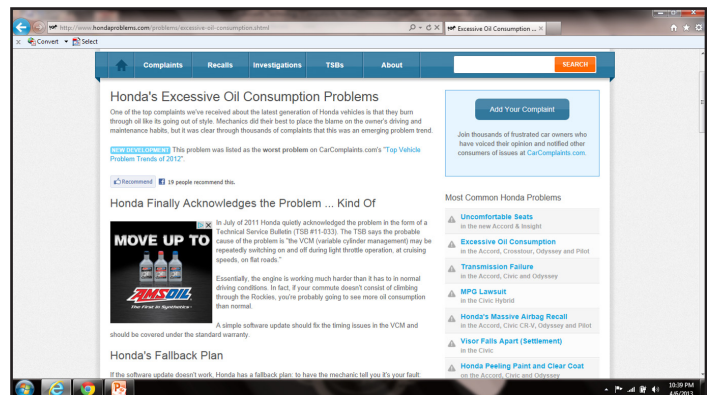 http://www.hondaproblems.com/problems/excessive-oil-consumption.shtml
Excessive Oil Consumption ...
x Convert Select
Complaints Recalls Investigations TSBs About SEARCH
Honda's Excessive Oil Consumption Problems
One of the top complaints we've received about the latest generation of Honda vehicles is that they burn
through oil like its going out of style. Mechanics did their best to place the blame on the owner's driving and
maintenance habits, but it was clear through thousands of complaints that this was an emerging problem trend.
NEW DEVELOPMENT This problem was listed as the worst problem on CarComplaints.com's "Top Vehicle
Problem Trends of 2012".
Recommend 19 people recommend this.
Honda Finally Acknowledges the Problem ... Kind Of
MOVE UP TO
AMSOIL
The First in Synthetics
In July of 2011 Honda quietly acknowledged the problem in the form of a
Technical Service Bulletin (TSB #11-033). The TSB says the probable
cause of the problem is "the VCM (variable cylinder management) may be
repeatedly switching on and off during light throttle operation, at cruising
speeds, on flat roads."
Essentially, the engine is working much harder than it has to in normal
driving conditions. In fact, if your commute doesn't consist of climbing
through the Rockies, you're probably going to see more oil consumption
than normal.
A simple software update should fix the timing issues in the VCM and
should be covered under the standard warranty.
Honda's Fallback Plan
If the software update doesn't work, Honda has a fallback plan: to have the mechanic tell you it's your fault:
Add Your Complaint
Join thousands of frustrated car owners who
have voiced their opinion and notified other
consumers of issues at CarComplaints.com.
Most Common Honda Problems
Uncomfortable Seats
in the new Accord & Insight
Excessive Oil Consumption
in the Accord, Crosstour, Odyssey and Pilot
Transmission Failure
in the Accord, Civic and Odyssey
MPG Lawsuit
in the Civic Hybrid
Honda's Massive Airbag Recall
in the Accord, Civic CR-V, Odyssey and Pilot
Visor Falls Apart (Settlement)
in the Civic
Honda Peeling Paint and Clear Coat
on the Accord, Civic and Odyssey
10:39 PM
4/6/2013